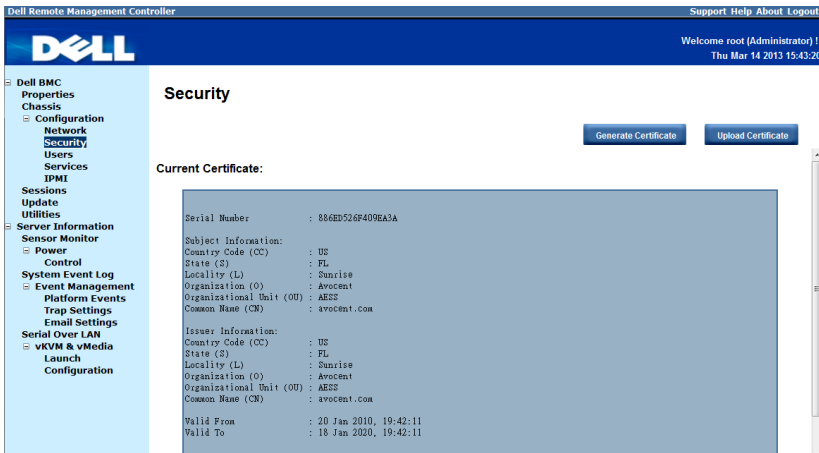 Dell Remote Management Controller
Support Help About Logout
DELL
Welcome root (Administrator) !
Thu Mar 14 2013 15:43:20
Dell BMC
Properties
Chassis
Configuration
Network
Security
Users
Services
IPMI
Sessions
Update
Utilities
Server Information
Sensor Monitor
Power
Control
System Event Log
Event Management
Platform Events
Trap Settings
Email Settings
Serial Over LAN
vKVM & vMedia
Launch
Configuration
Security
Generate Certificate
Upload Certificate
Current Certificate:
Serial Number : 886ED526F409EA3A
Subject Information:
Country Code (CC) : US
State (S) : FL
Locality (L) : Sunrise
Organization (O) : Avocent
Organizational Unit (OU) : AESS
Common Name (CN) : avocent.com
Issuer Information:
Country Code (CC) : US
State (S) : FL
Locality (L) : Sunrise
Organization (O) : Avocent
Organizational Unit (OU) : AESS
Common Name (CN) : avocent.com
Valid From : 20 Jan 2010, 19:42:11
Valid To : 18 Jan 2020, 19:42:11